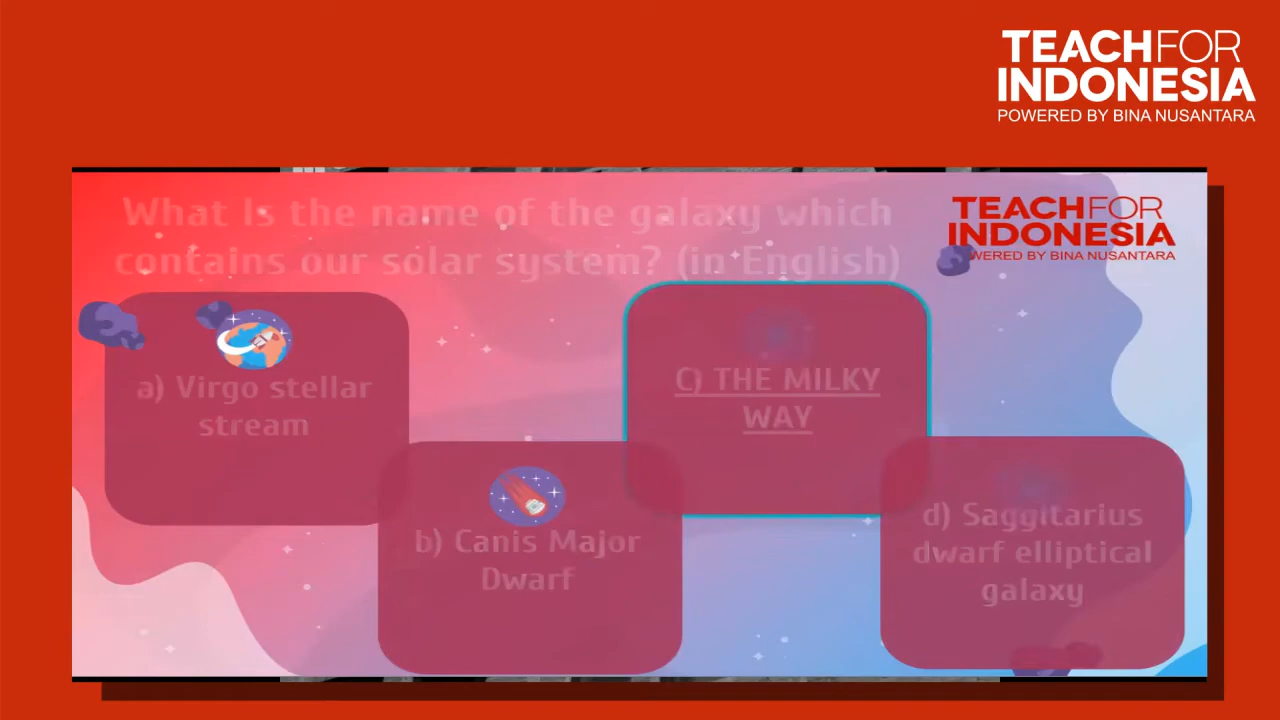 TEACHFOR
INDONESIA
POWERED BY BINA NUSANTARA
What Is the name of the galaxy which
contains our solar system? (in English)
TEACHFOR
INDONESIA
WERED BY BINA NUSANTARA
a) Virgo stellar
stream
b) Canis Major
Dwarf
C) THE MILKY
WAY
d) Saggitarius
dwarf elliptical
galaxy